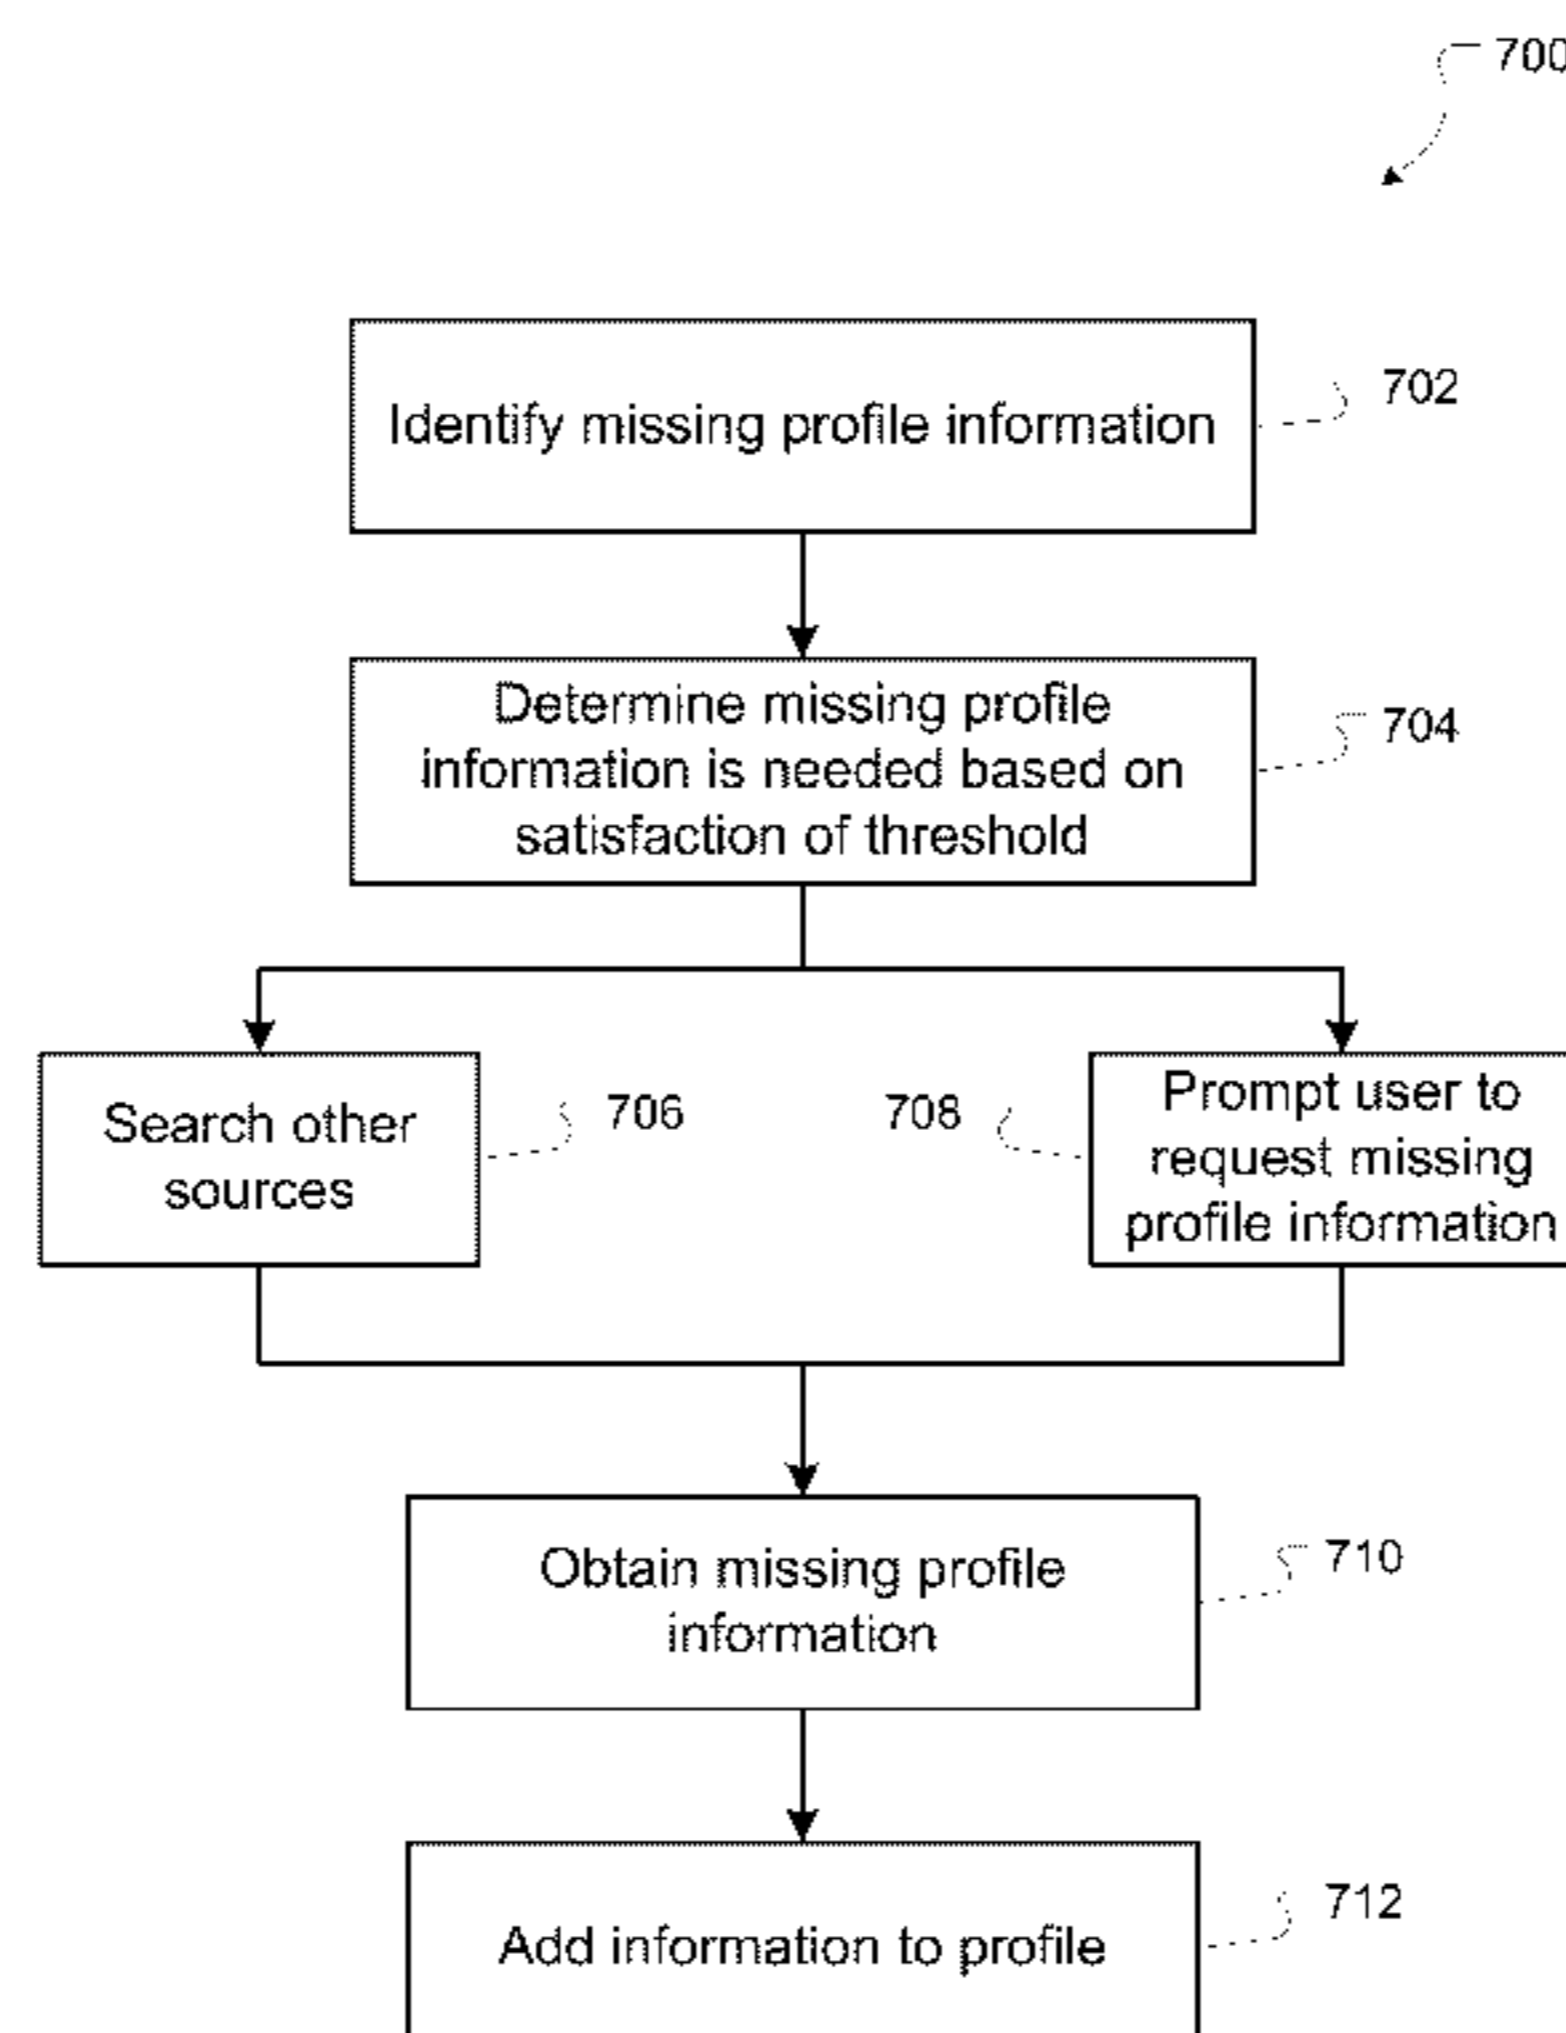 700
Identify missing profile information
702
Determine missing profile
information is needed based on
satisfaction of threshold
704
Search other
sources
706
708
Prompt user to
request missing
profile information
Obtain missing profile
information
710
Add information to profile
712